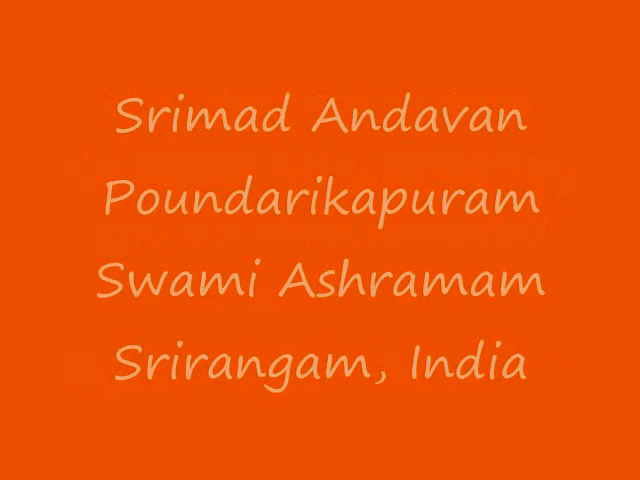 Srimad Andavan
Poundarikapuram
Swami Ashramam
Srirangam, India